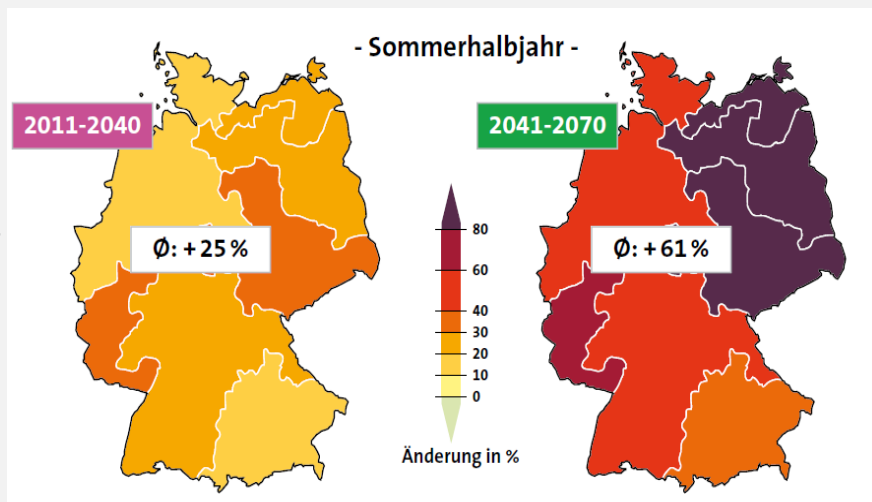 - Sommerhalbjahr -
2011-2040
2041-2070
Ø: +25 %
Ø: +61 %
80
60
40
30
20
10
0
Änderung in %